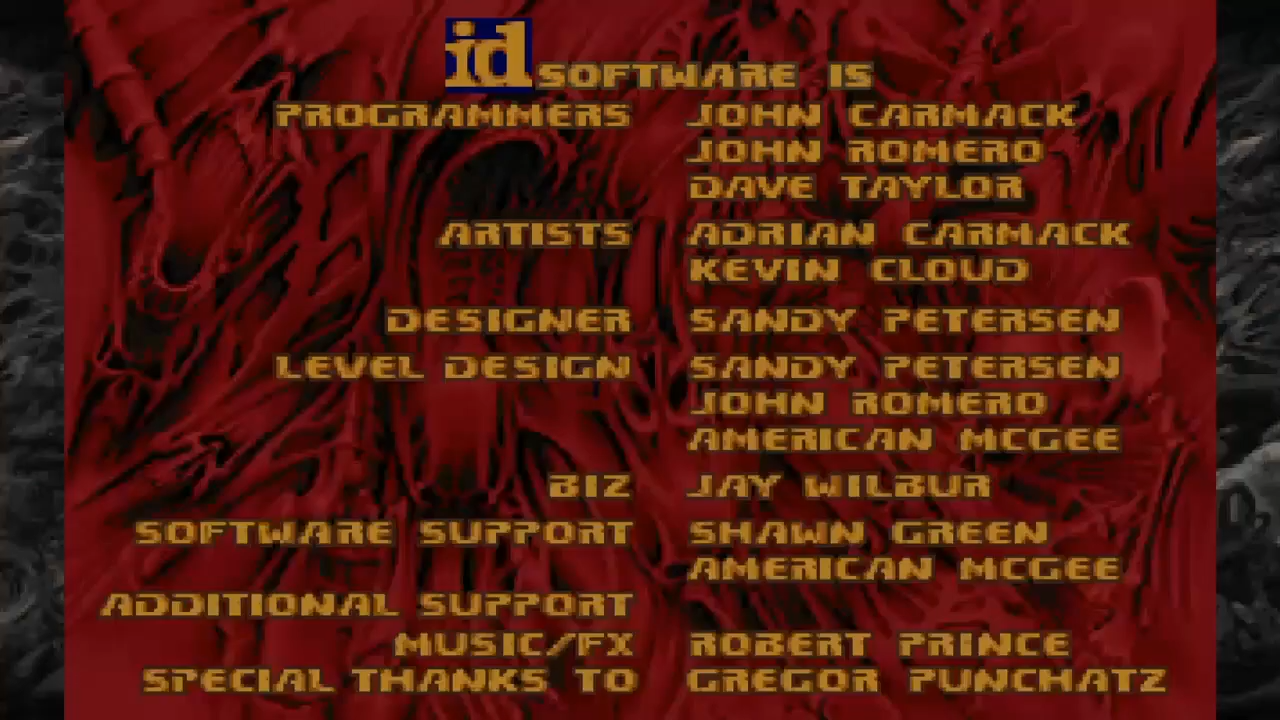 id SOFTWARE IS
PROGRAMMERS JOHN CARMACK
JOHN ROMERO
DAVE TAYLOR
ARTISTS ADRIAN CARMACK
KEVIN CLOUD
DESIGNER SANDY PETERSEN
LEVEL DESIGN SANDY PETERSEN
JOHN ROMERO
AMERICAN MCGEE
BIZ JAY WILBUR
SOFTWARE SUPPORT SHAWN GREEN
AMERICAN MCGEE
ADDITIONAL SUPPORT
MUSIC/FX ROBERT PRINCE
SPECIAL THANKS TO GREGOR PUNCHATZ